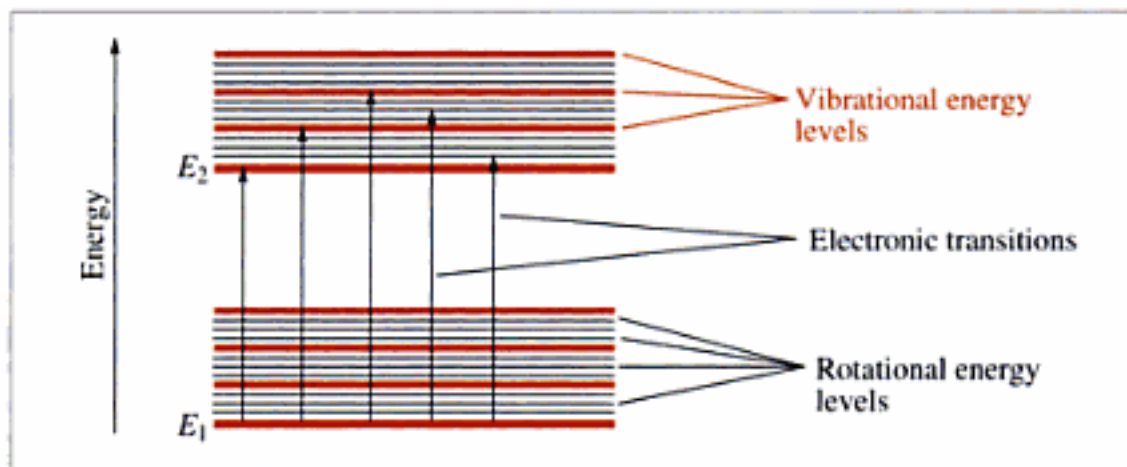 Vibrational energy
levels
E2
Energy
Electronic transitions
Rotational energy
levels
E1